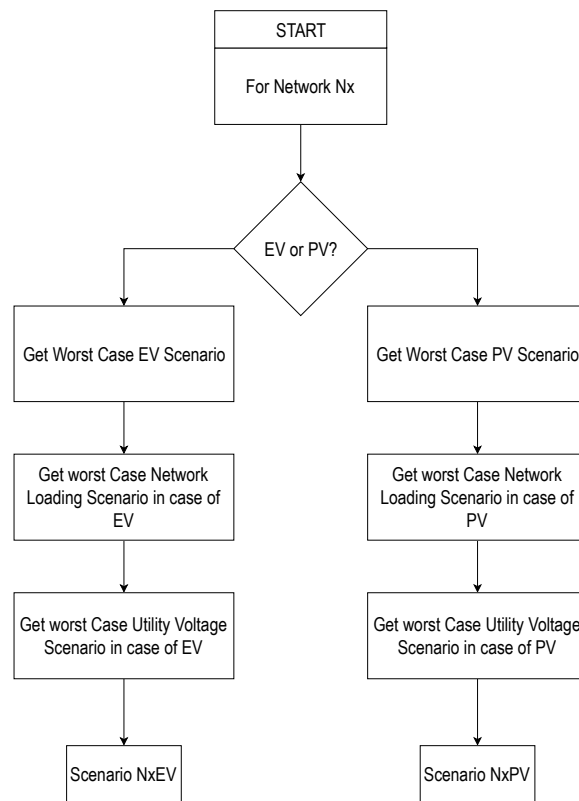 START
For Network Nx
EV or PV?
Get Worst Case EV Scenario
Get Worst Case PV Scenario
Get worst Case Network
Loading Scenario in case of
EV
Get worst Case Network
Loading Scenario in case of
PV
Get worst Case Utility Voltage
Scenario in case of EV
Get worst Case Utility Voltage
Scenario in case of PV
Scenario NxEV
Scenario NxPV